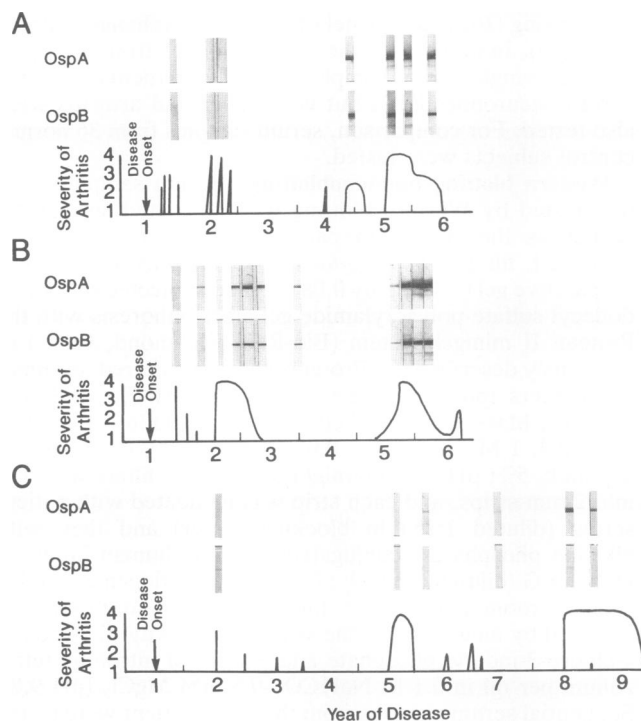 A
OspA
OspB
Disease Onset
Severity of Arthritis
4
3
2
1
1 2 3 4 5 6
B
OspA
OspB
Disease Onset
Severity of Arthritis
4
3
2
1
1 2 3 4 5 6
C
OspA
OspB
Disease Onset
Severity of Arthritis
4
3
2
1
1 2 3 4 5 6 7 8 9
Year of Disease